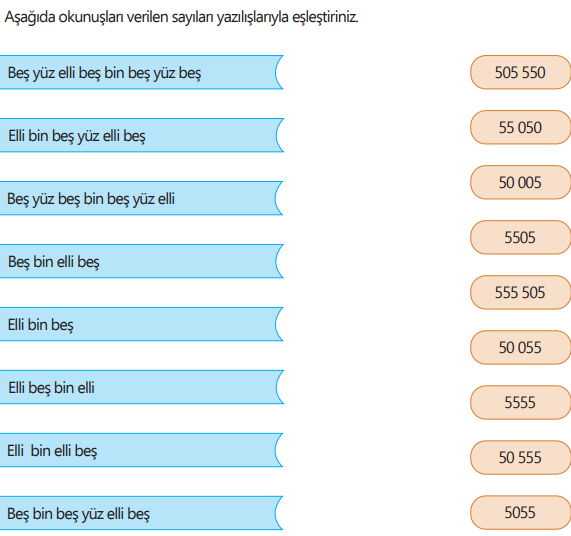 Aşağıda okunuşları verilen sayıları yazılışlarıyla eşleştiriniz.
Beş yüz elli beş bin beş yüz beş
Elli bin beş yüz elli beş
Beş yüz beş bin beş yüz elli
Beş bin elli beş
Elli bin beş
Elli beş bin elli
Elli bin elli beş
Beş bin beş yüz elli beş
505 550
55 050
50 005
5505
555 505
50 055
5555
50 555
5055